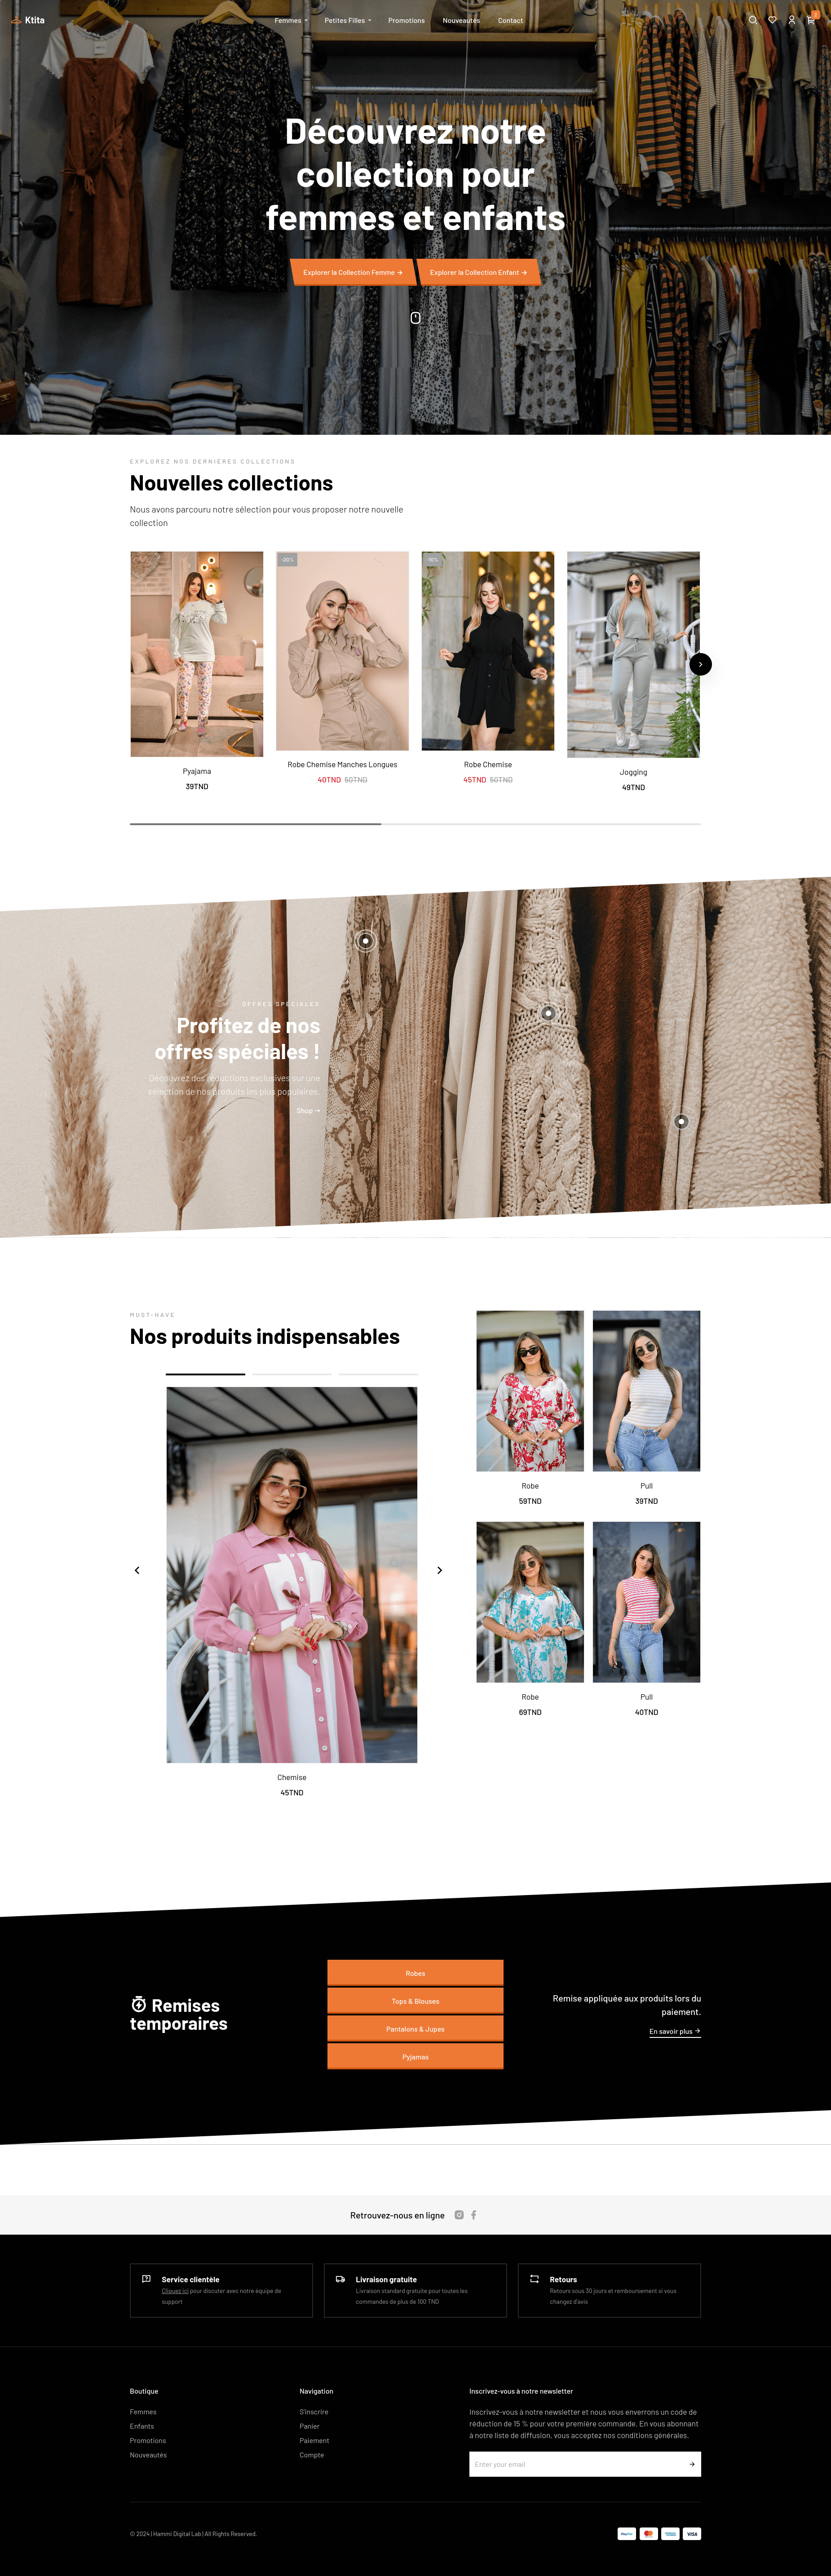 Ktita
Femmes
Petites Filles
Promotions
Nouveautés
Contact
Découvrez notre
collection pour
femmes et enfants
Explorer la Collection Femme →
Explorer la Collection Enfant →
EXPLOREZ NOS DERNIÈRES COLLECTIONS
Nouvelles collections
Nous avons parcouru notre sélection pour vous proposer notre nouvelle
collection
Pyajama
39TND
-20%
Robe Chemise Manches Longues
40TND 50TND
-10%
Robe Chemise
45TND 50TND
Jogging
49TND
OFFRES SPÉCIALES
Profitez de nos
offres spéciales !
Découvrez des réductions exclusives sur une
sélection de nos produits les plus populaires.
Shop →
MUST-HAVE
Nos produits indispensables
Chemise
45TND
Robe
59TND
Pull
39TND
Robe
69TND
Pull
40TND
Remises
temporaires
Robes
Tops & Blouses
Pantalons & Jupes
Pyjamas
Remise appliquée aux produits lors du
paiement.
En savoir plus →
Retrouvez-nous en ligne
Service clientèle
Cliquez ici pour discuter avec notre équipe de
support
Livraison gratuite
Livraison standard gratuite pour toutes les
commandes de plus de 100 TND
Retours
Retours sous 30 jours et remboursement si vous
changez d'avis
Boutique
Femmes
Enfants
Promotions
Nouveautés
Navigation
S'inscrire
Panier
Paiement
Compte
Inscrivez-vous à notre newsletter
Inscrivez-vous à notre newsletter et nous vous enverrons un code de
réduction de 15 % pour votre première commande. En vous abonnant
à notre liste de diffusion, vous acceptez nos conditions générales.
Enter your email
© 2024 | Hammi Digital Lab | All Rights Reserved.
PayPal
VISA